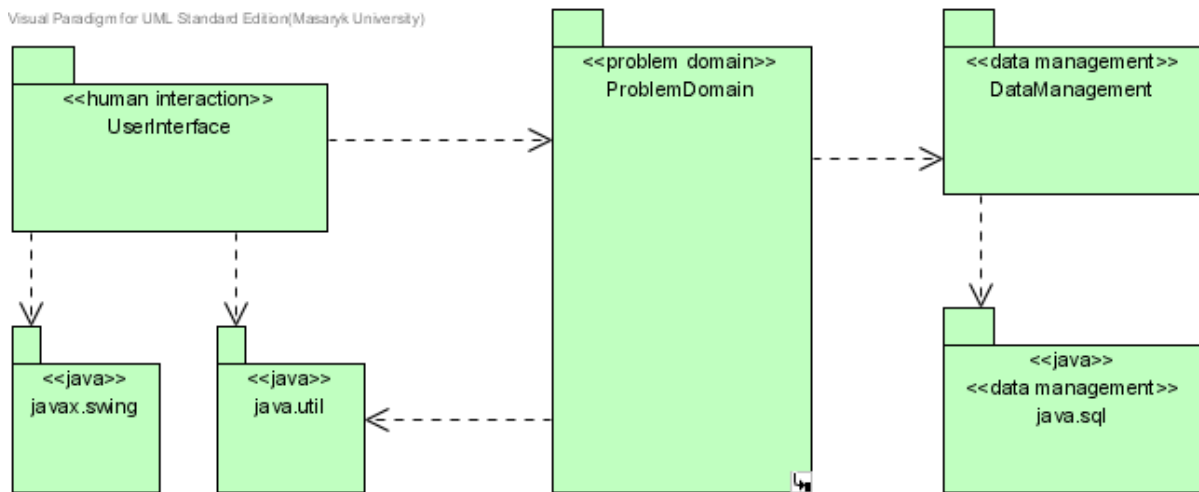 Visual Paradigm for UML Standard Edition(Masaryk University)
<<human interaction>>
UserInterface
<<problem domain>>
ProblemDomain
<<data management>>
DataManagement
<<java>>
javax.swing
<<java>>
java.util
<<java>>
<<data management>>
java.sql